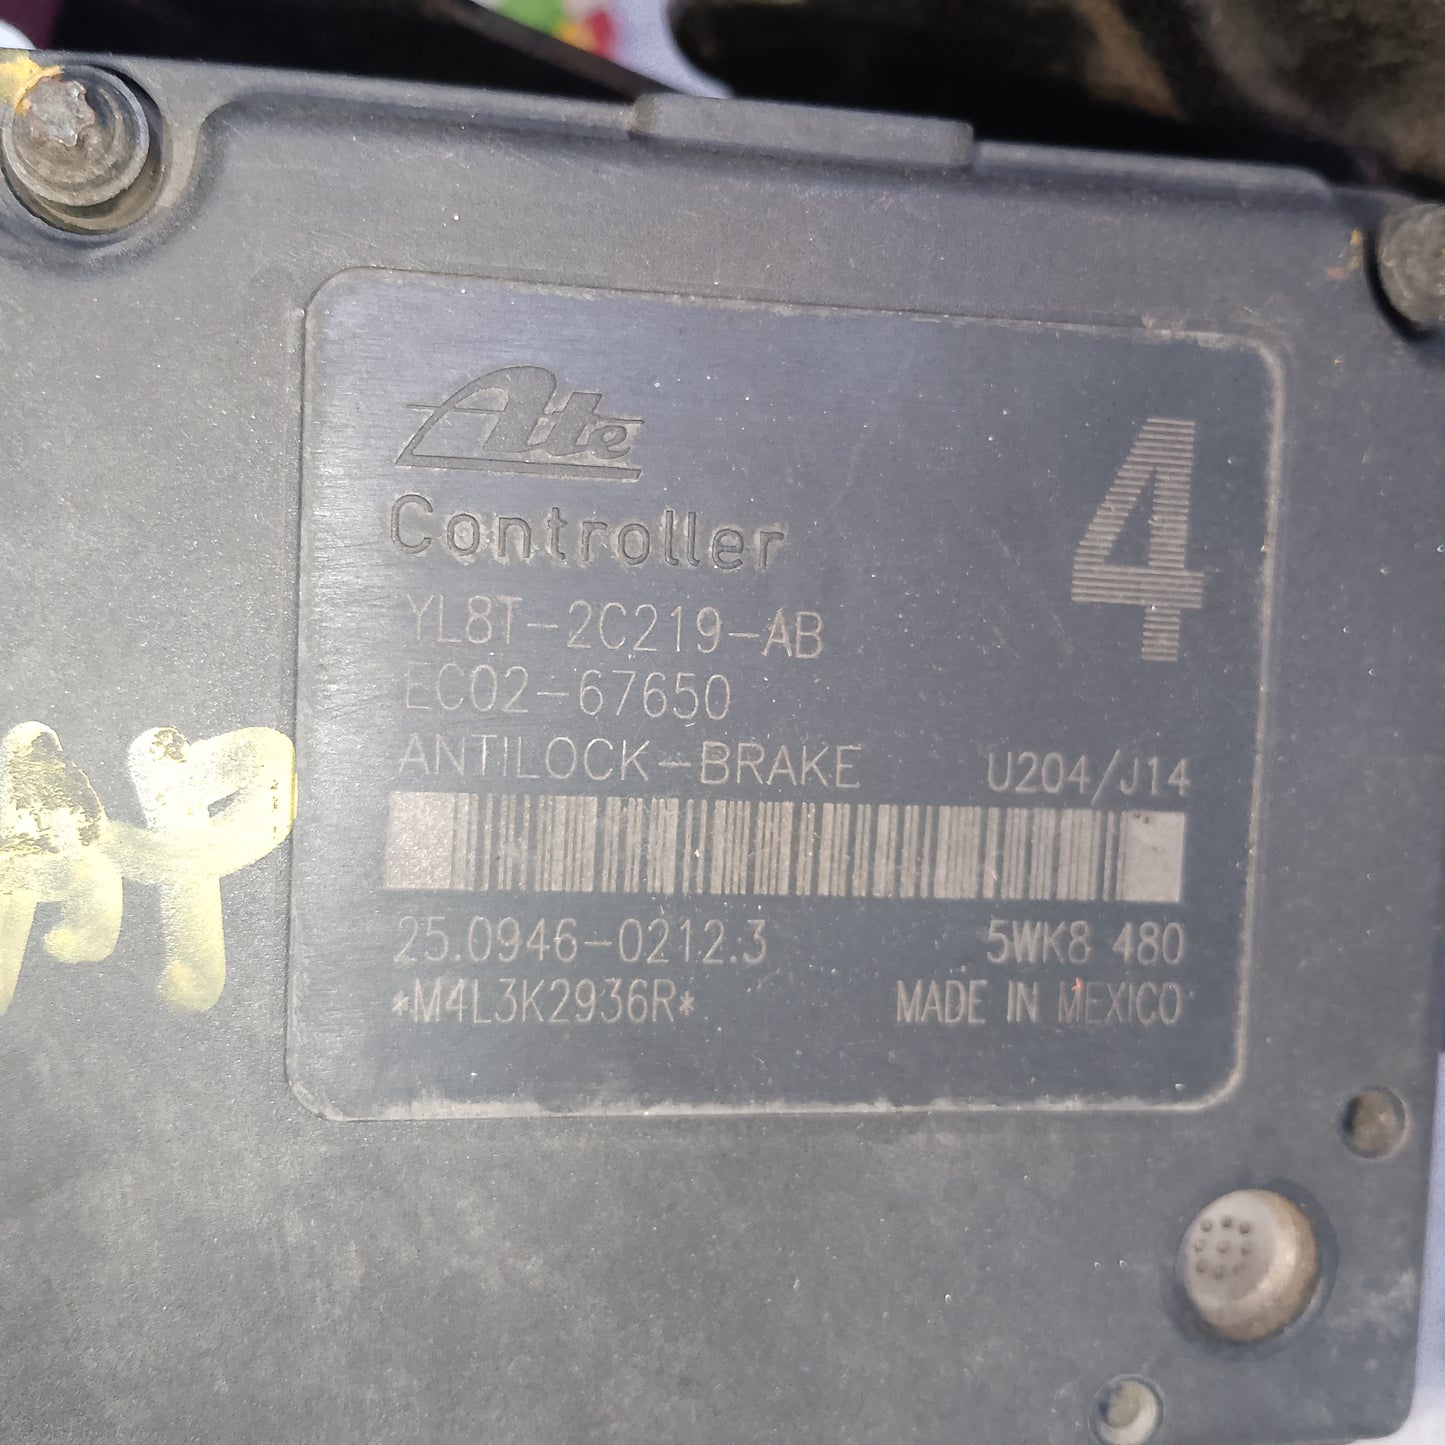 Ate
4
Controller
YL8T-2C219-AB
EC02-67650
ANTILOCK-BRAKE U204/J14
25.0946-0212.3 5WK8 480
*M4L3K2936R* MADE IN MEXICO